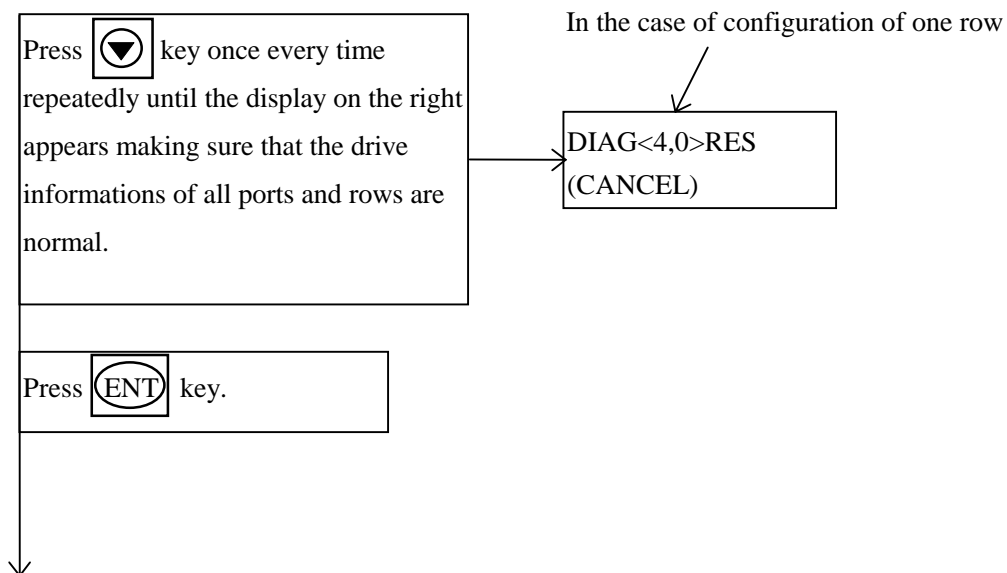 In the case of configuration of one row
Press ▼ key once every time
repeatedly until the display on the right
appears making sure that the drive
informations of all ports and rows are
normal.
DIAG<4,0>RES
(CANCEL)
Press ENT key.